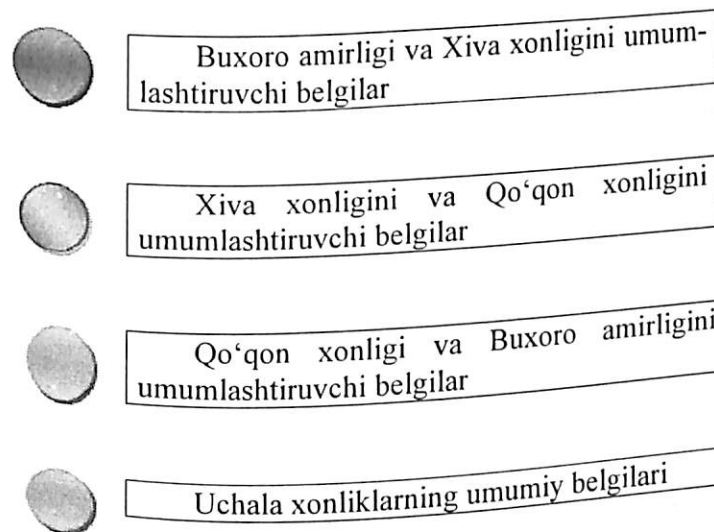 Buxoro amirligi va Xiva xonligini umum-
lashtiruvchi belgilar
Xiva xonligini va Qo‘qon xonligini
umumlashtiruvchi belgilar
Qo‘qon xonligi va Buxoro amirligini
umumlashtiruvchi belgilar
Uchala xonliklarning umumiy belgilari